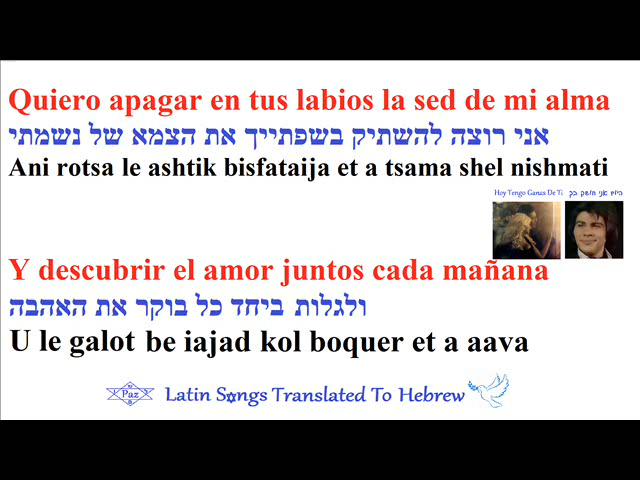 Quiero apagar en tus labios la sed de mi alma
אני רוצה להשתיק בשפתייך את הצמא של נשמתי
Ani rotsa le ashtik bisfataija et a tsama shel nishmati
Hoy Tengo Ganas De Ti היום אני חושק בך
Y descubrir el amor juntos cada mañana
ולגלות ביחד כל בוקר את האהבה
U le galot be iajad kol boquer et a aava
Paz Latin Songs Translated To Hebrew